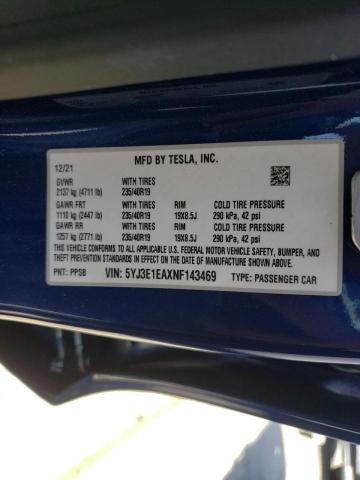 MFD BY TESLA, INC.
12/21
GVWR WITH TIRES
2137 kg (4711 lb) 235/40R19
GAWR FRT WITH TIRES RIM COLD TIRE PRESSURE
1110 kg (2447 lb) 235/40R19 19X8.5J 290 kPa, 42 psi
GAWR RR WITH TIRES RIM COLD TIRE PRESSURE
1257 kg (2771 lb) 235/40R19 19X8.5J 290 kPa, 42 psi
THIS VEHICLE CONFORMS TO ALL APPLICABLE U.S. FEDERAL MOTOR VEHICLE SAFETY, BUMPER, AND
THEFT PREVENTION STANDARDS IN EFFECT ON THE DATE OF MANUFACTURE SHOWN ABOVE.
PNT: PPSB VIN: 5YJ3E1EAXNF143469 TYPE: PASSENGER CAR